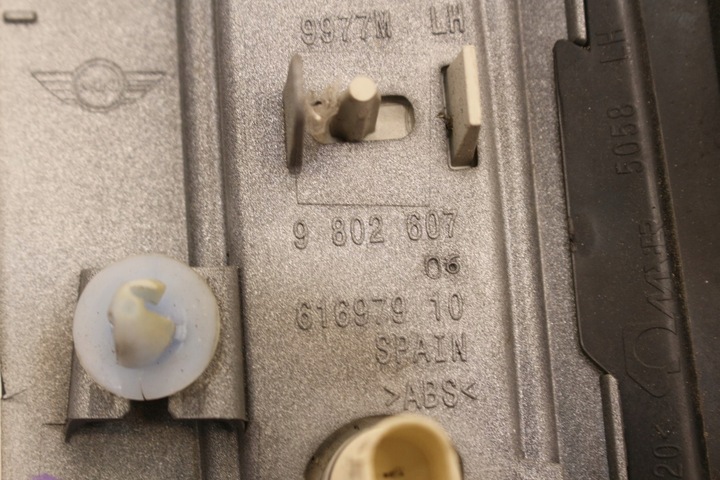 9977M LH
9 802 607
06
616979 10
SPAIN
>ABS<
5058 LH